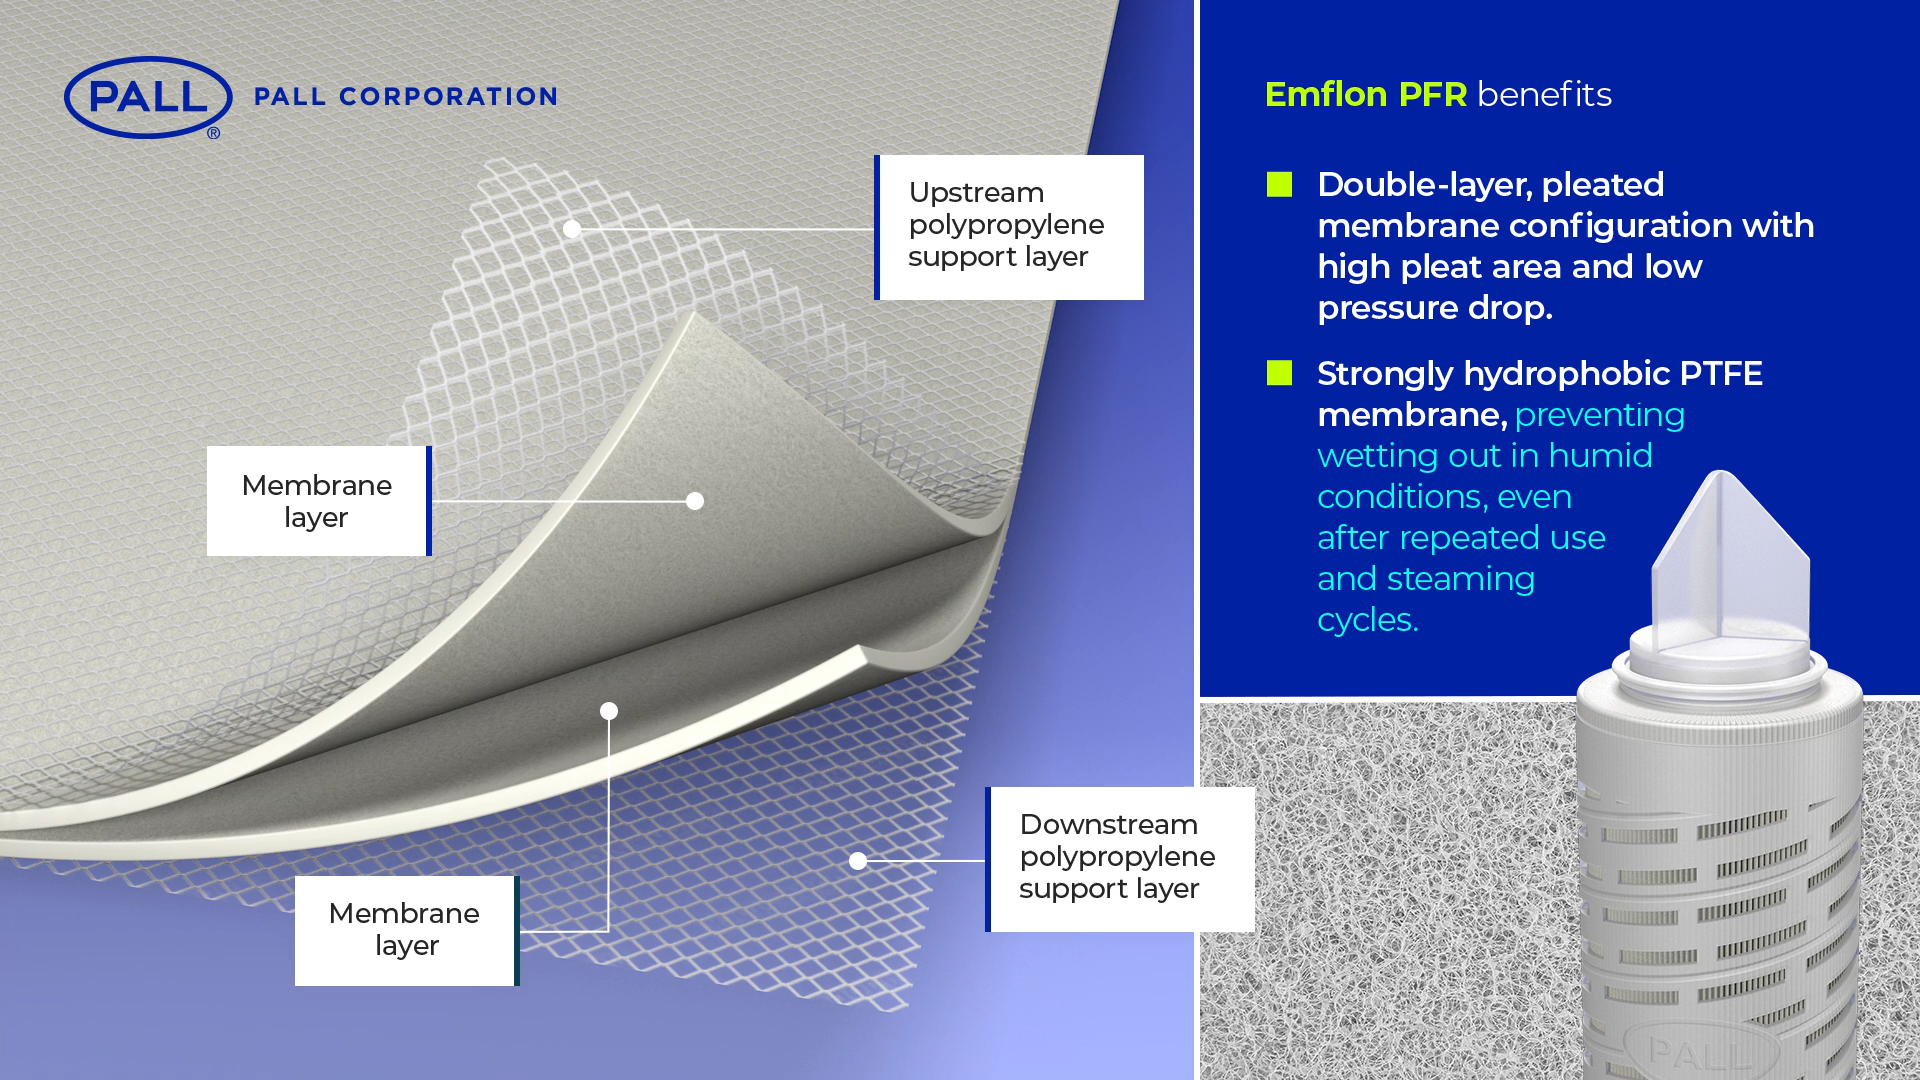 PALL
®
PALL CORPORATION
Upstream
polypropylene
support layer
Membrane
layer
Membrane
layer
Downstream
polypropylene
support layer
Emflon PFR benefits
Double-layer, pleated
membrane configuration with
high pleat area and low
pressure drop.
Strongly hydrophobic PTFE
membrane, preventing
wetting out in humid
conditions, even
after repeated use
and steaming
cycles.
PALL